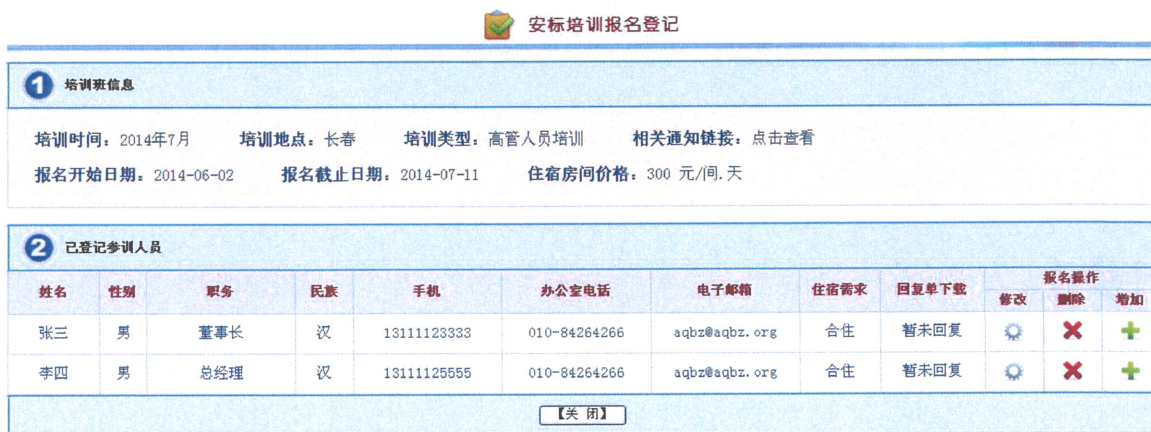 安标培训报名登记
1 培训班信息
培训时间：2014年7月 培训地点：长春 培训类型：高管人员培训 相关通知链接：点击查看
报名开始日期：2014-06-02 报名截止日期：2014-07-11 住宿房间价格：300 元/间.天
2 已登记参训人员
姓名 性别 职务 民族 手机 办公室电话 电子邮箱 住宿需求 回复单下载 报名操作
修改 删除 增加
张三 男 董事长 汉 13111123333 010-84264266 aqbz@aqbz.org 合住 暂未回复
李四 男 总经理 汉 13111125555 010-84264266 aqbz@aqbz.org 合住 暂未回复
【关 闭】